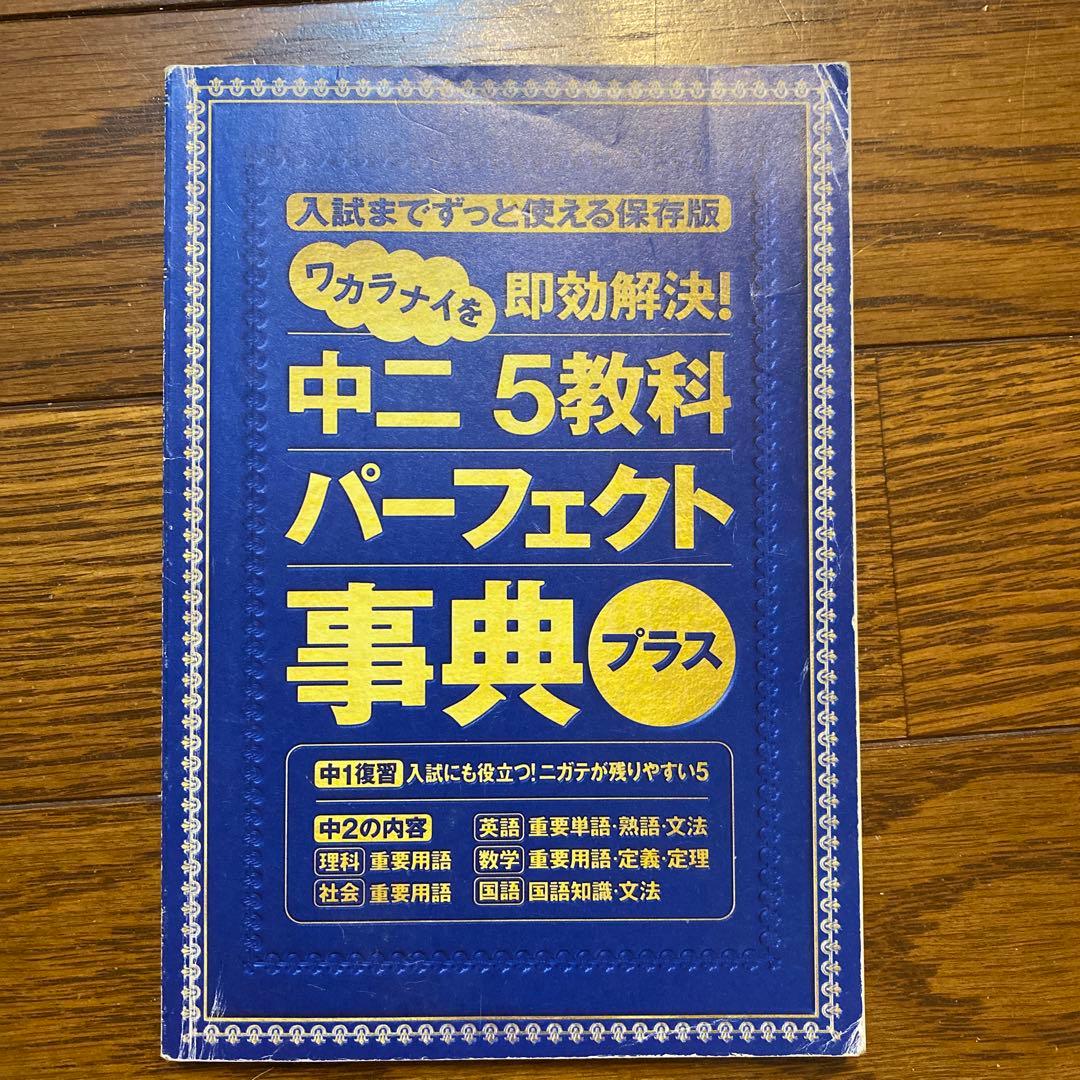 入試までずっと使える保存版
ワカラナイを 即効解決!
中二 5教科
パーフェクト
事典 プラス
中1復習 入試にも役立つ!ニガテが残りやすい5
中2の内容 英語 重要単語・熟語・文法
理科 重要用語 数学 重要用語・定義・定理
社会 重要用語 国語 国語知識・文法